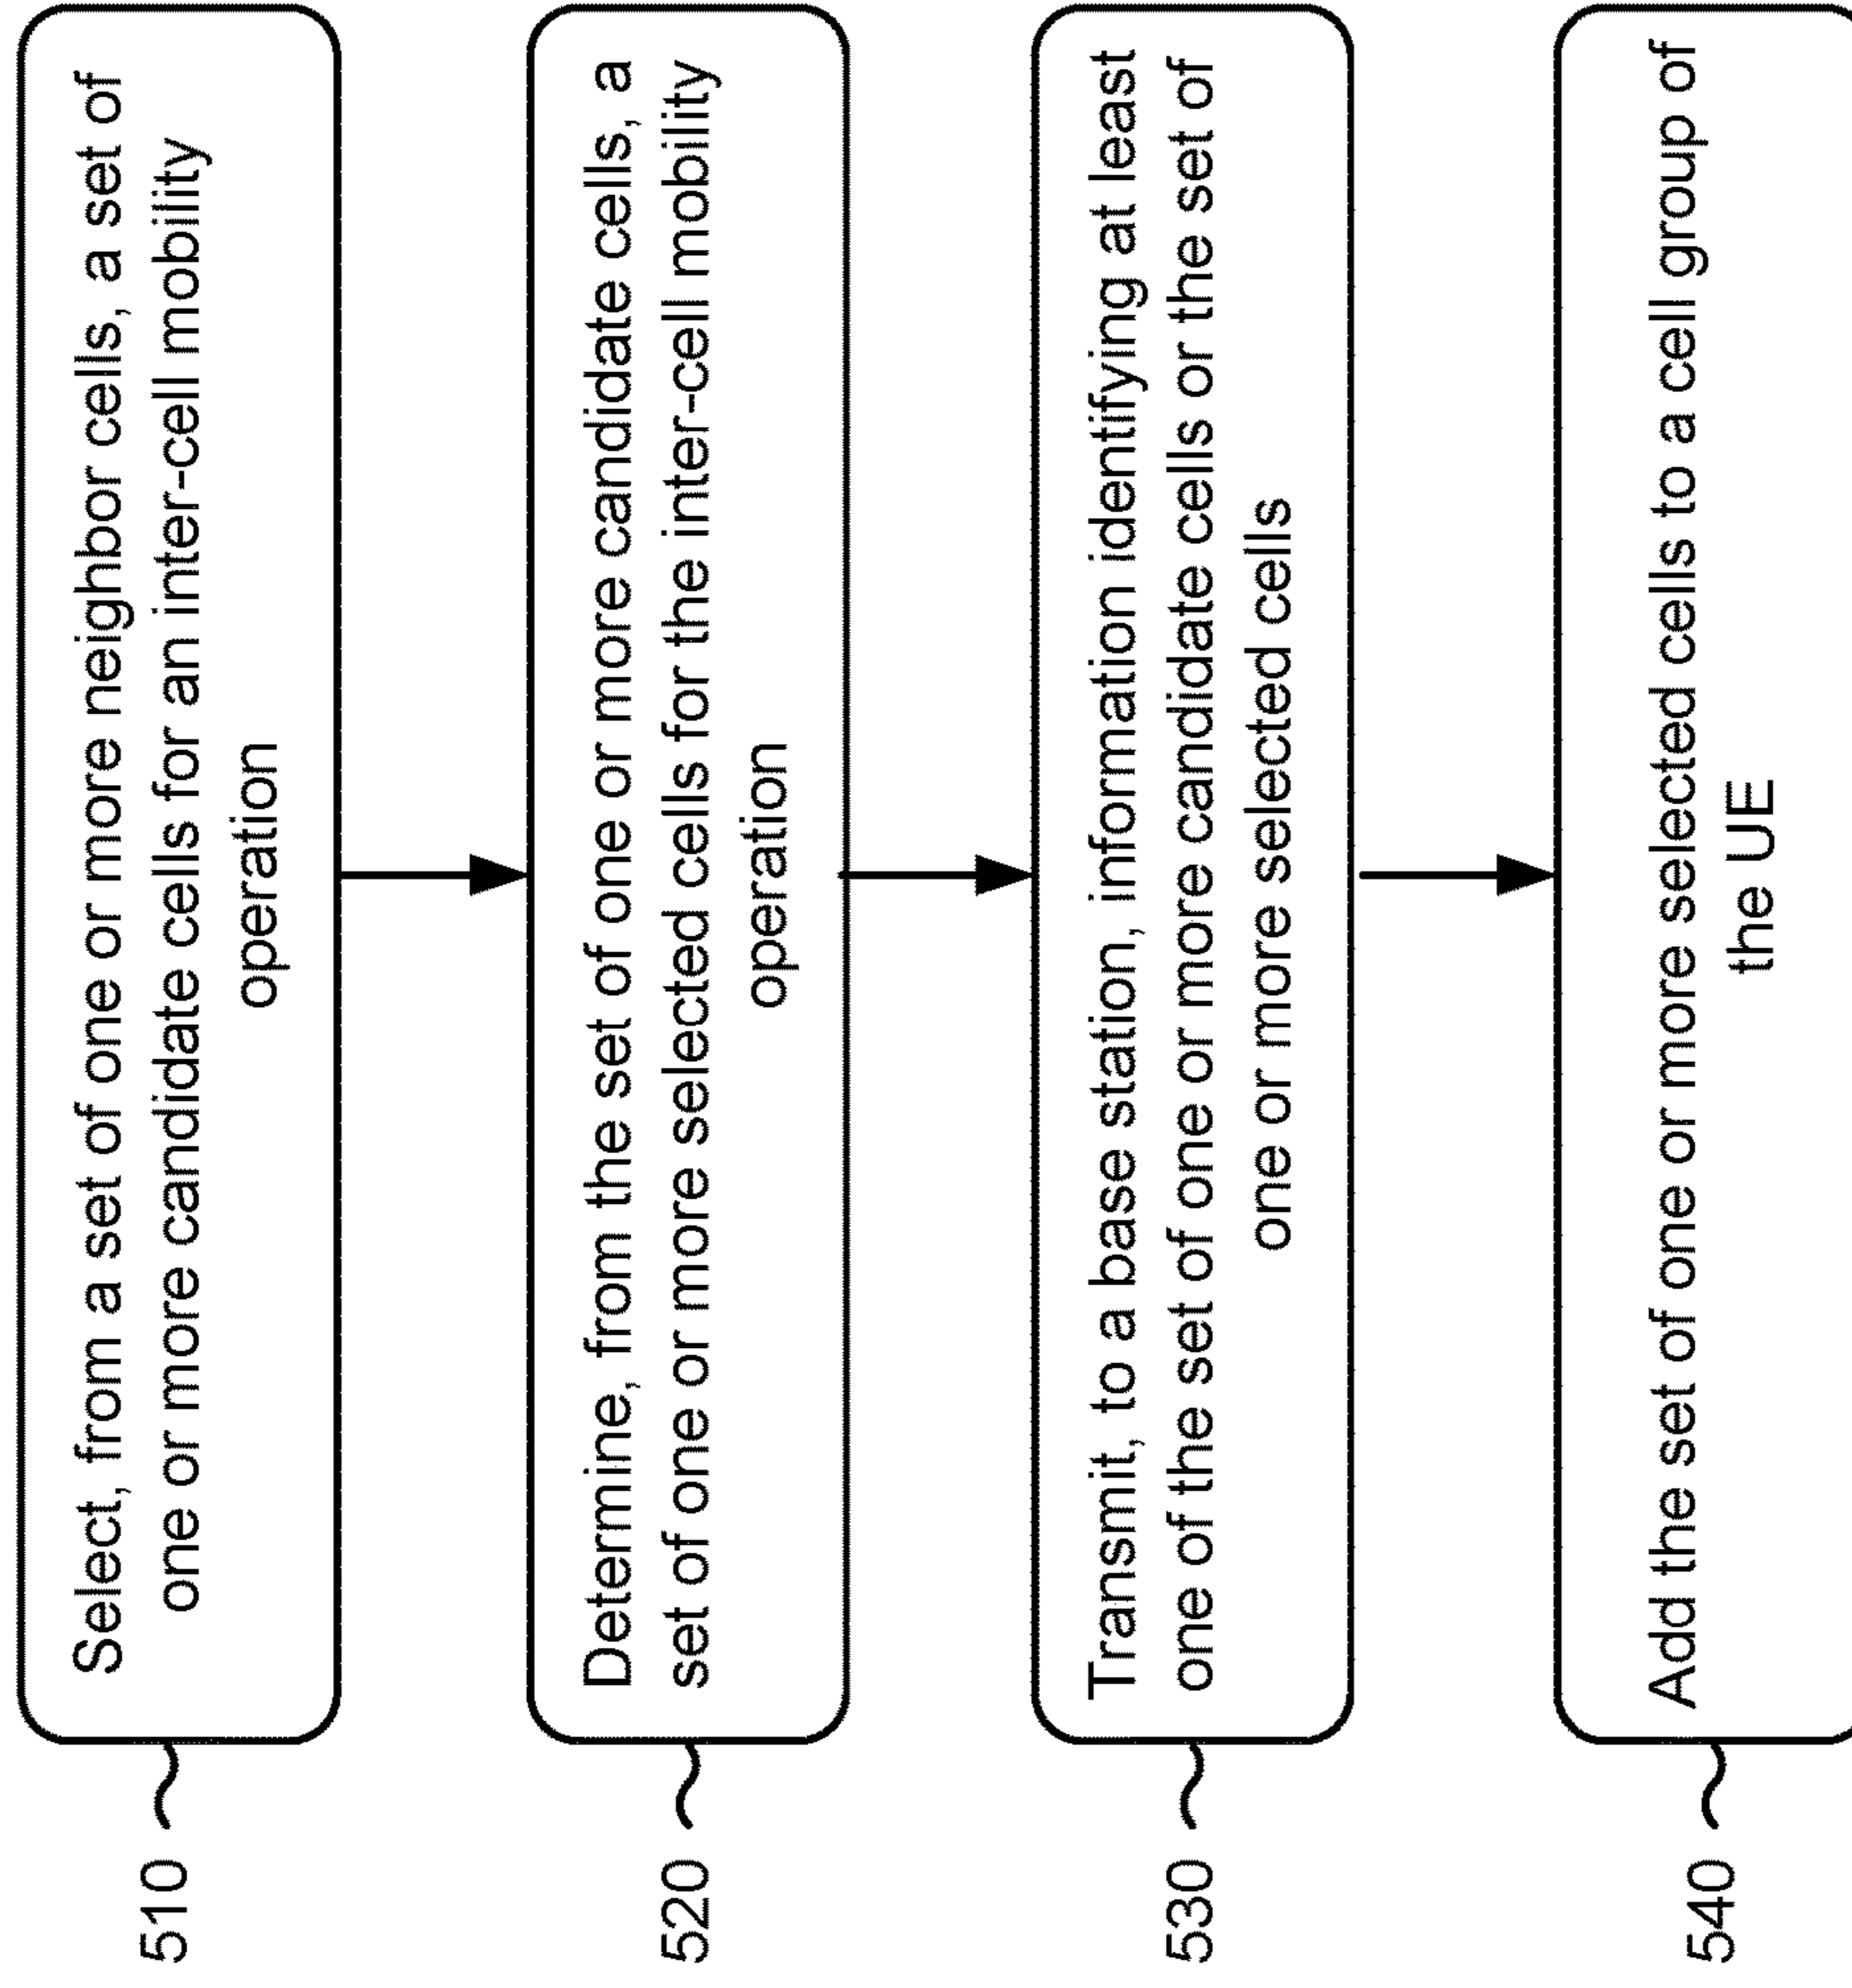 510
Select, from a set of one or more neighbor cells, a set of
one or more candidate cells for an inter-cell mobility
operation
520
Determine, from the set of one or more candidate cells, a
set of one or more selected cells for the inter-cell mobility
operation
530
Transmit, to a base station, information identifying at least
one of the set of one or more candidate cells or the set of
one or more selected cells
540
Add the set of one or more selected cells to a cell group of
the UE